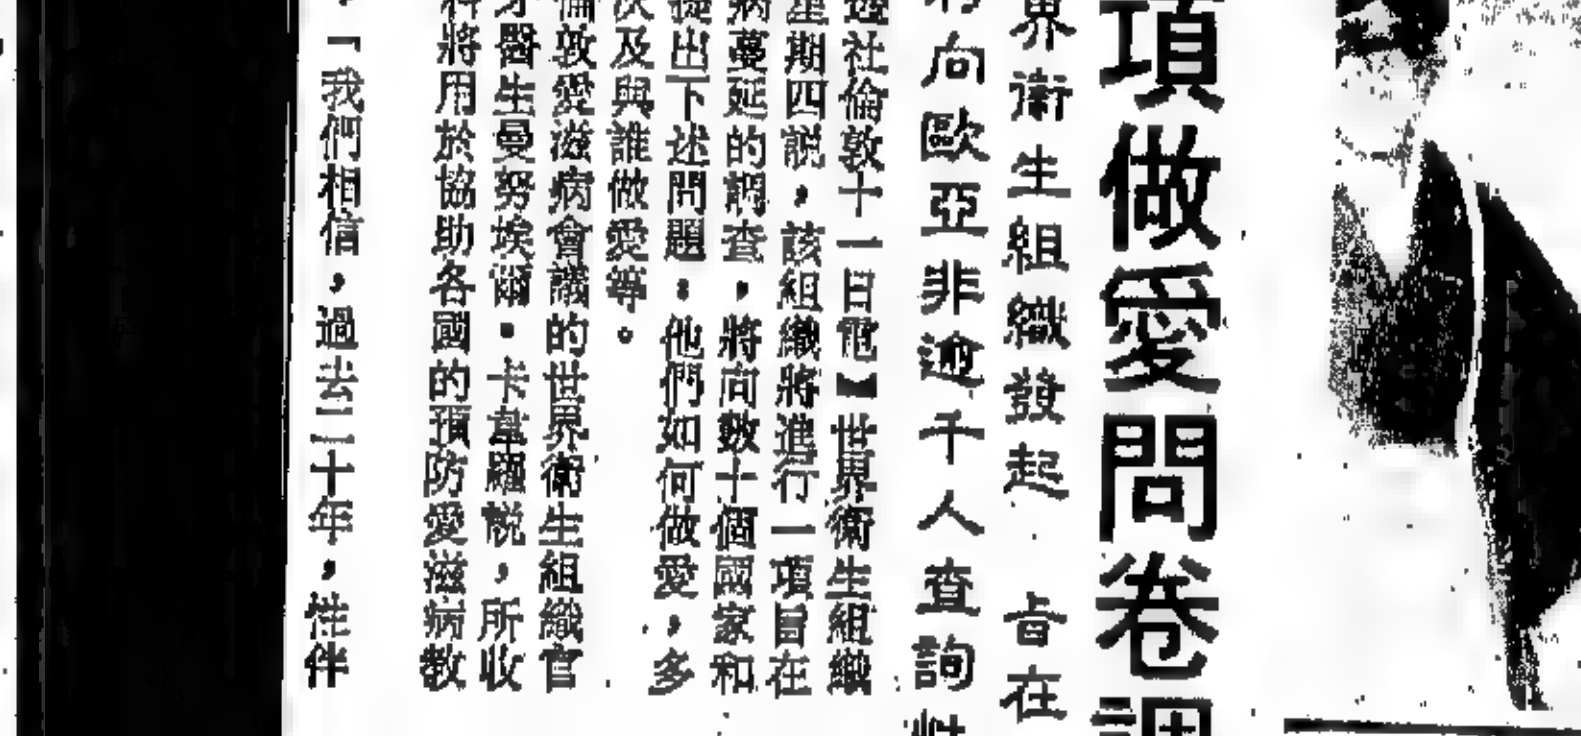 項做愛問卷調
界衛生組織發起 旨在
向歐亞非逾千人查詢性
透社倫敦十一日電】世界衛生組織
星期四說，該組織將進行一項旨在
病蔓延的調查，將向數十個國家和
提出下述問題：他們如何做愛，多
次及與誰做愛等。
倫敦愛滋病會議的世界衛生組織官
醫生曼努埃爾·卡韋羅說，所收
料將用於協助各國的預防愛滋病教
「我們相信，過去二十年，性伴